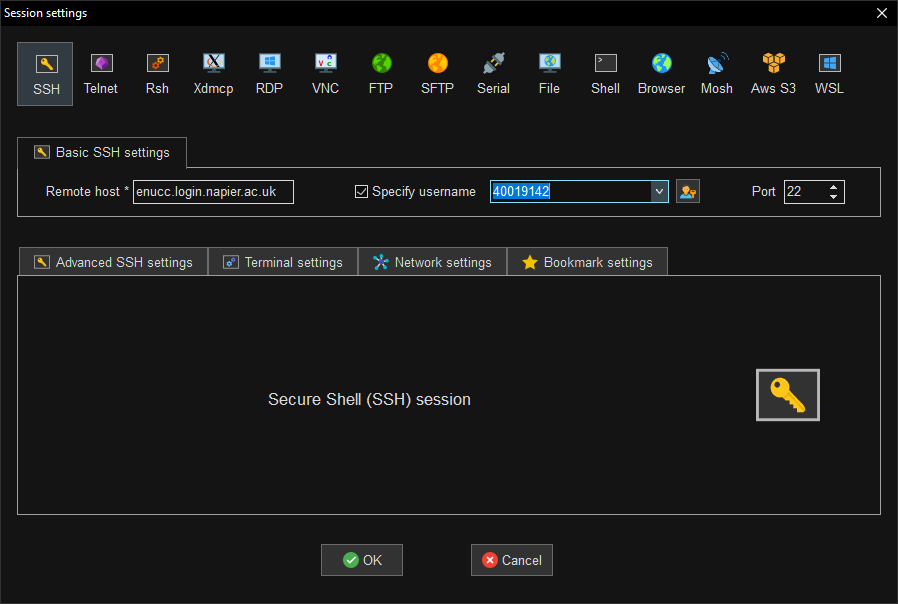 Session settings
SSH Telnet Rsh Xdmcp RDP VNC FTP SFTP Serial File Shell Browser Mosh Aws S3 WSL
Basic SSH settings
Remote host * enucc.login.napier.ac.uk Specify username 40019142 Port 22
Advanced SSH settings Terminal settings Network settings Bookmark settings
Secure Shell (SSH) session
OK Cancel